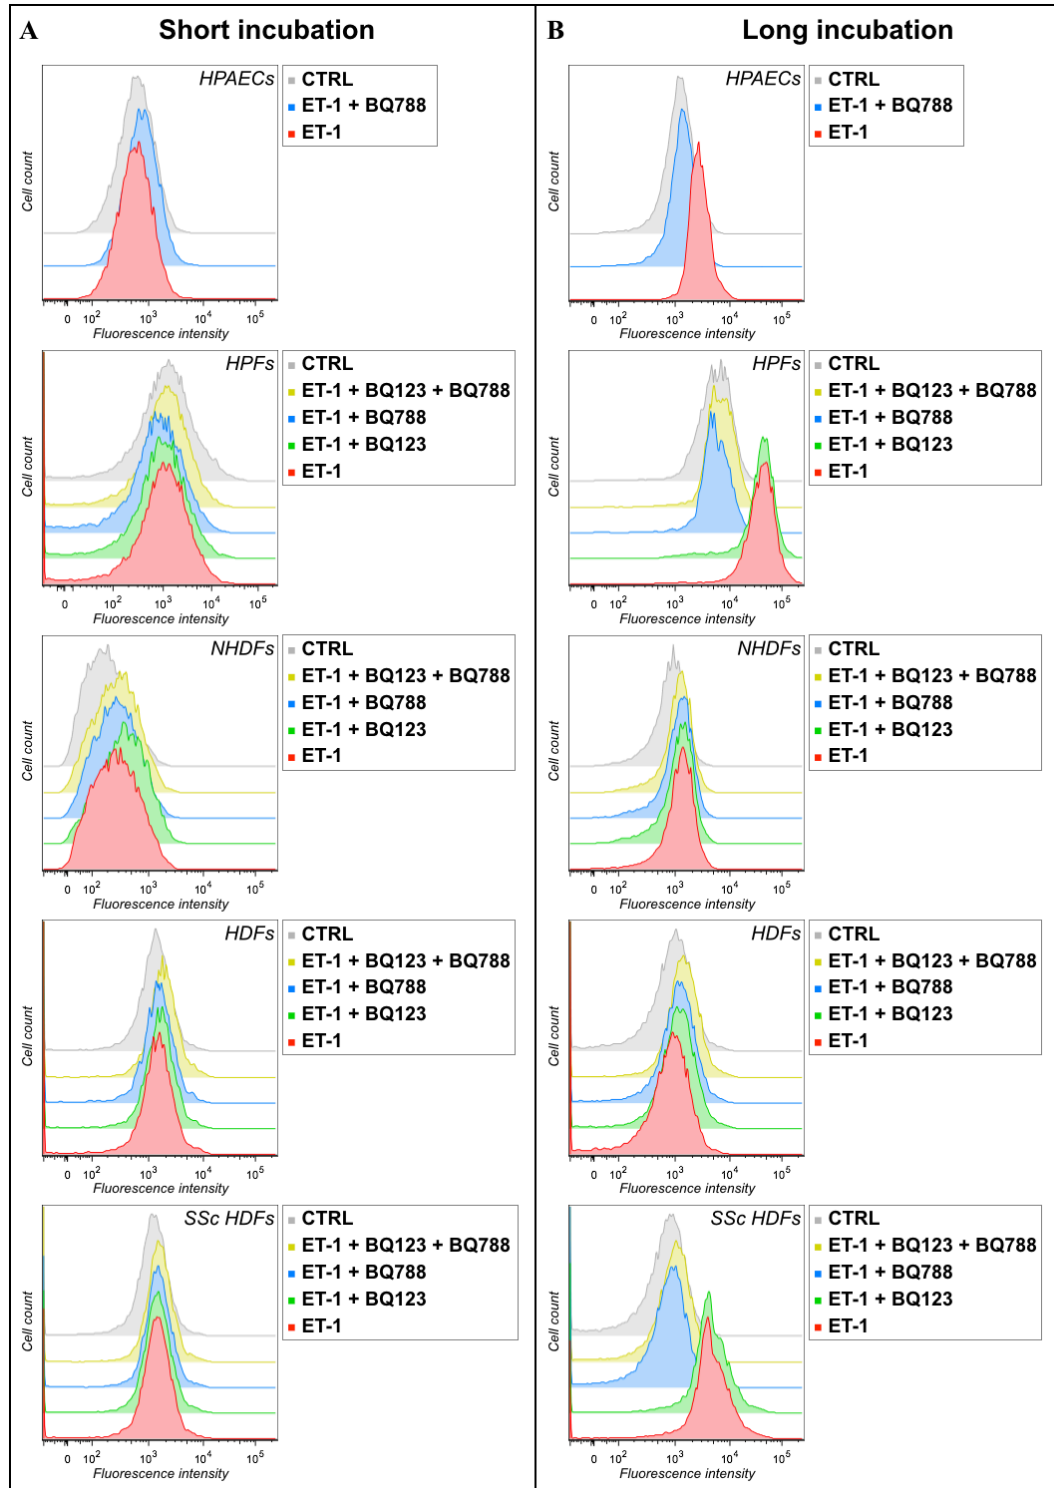 A Short incubation
HPAECs
CTRL
ET-1 + BQ788
ET-1
Cell count
0 10² 10³ 10⁴ 10⁵
Fluorescence intensity
HPFs
CTRL
ET-1 + BQ123 + BQ788
ET-1 + BQ788
ET-1 + BQ123
ET-1
Cell count
0 10² 10³ 10⁴ 10⁵
Fluorescence intensity
NHDFs
CTRL
ET-1 + BQ123 + BQ788
ET-1 + BQ788
ET-1 + BQ123
ET-1
Cell count
0 10² 10³ 10⁴ 10⁵
Fluorescence intensity
HDFs
CTRL
ET-1 + BQ123 + BQ788
ET-1 + BQ788
ET-1 + BQ123
ET-1
Cell count
0 10² 10³ 10⁴ 10⁵
Fluorescence intensity
SSc HDFs
CTRL
ET-1 + BQ123 + BQ788
ET-1 + BQ788
ET-1 + BQ123
ET-1
Cell count
0 10² 10³ 10⁴ 10⁵
Fluorescence intensity
B Long incubation
HPAECs
CTRL
ET-1 + BQ788
ET-1
Cell count
0 10² 10³ 10⁴ 10⁵
Fluorescence intensity
HPFs
CTRL
ET-1 + BQ123 + BQ788
ET-1 + BQ788
ET-1 + BQ123
ET-1
Cell count
0 10² 10³ 10⁴ 10⁵
Fluorescence intensity
NHDFs
CTRL
ET-1 + BQ123 + BQ788
ET-1 + BQ788
ET-1 + BQ123
ET-1
Cell count
0 10² 10³ 10⁴ 10⁵
Fluorescence intensity
HDFs
CTRL
ET-1 + BQ123 + BQ788
ET-1 + BQ788
ET-1 + BQ123
ET-1
Cell count
0 10² 10³ 10⁴ 10⁵
Fluorescence intensity
SSc HDFs
CTRL
ET-1 + BQ123 + BQ788
ET-1 + BQ788
ET-1 + BQ123
ET-1
Cell count
0 10² 10³ 10⁴ 10⁵
Fluorescence intensity